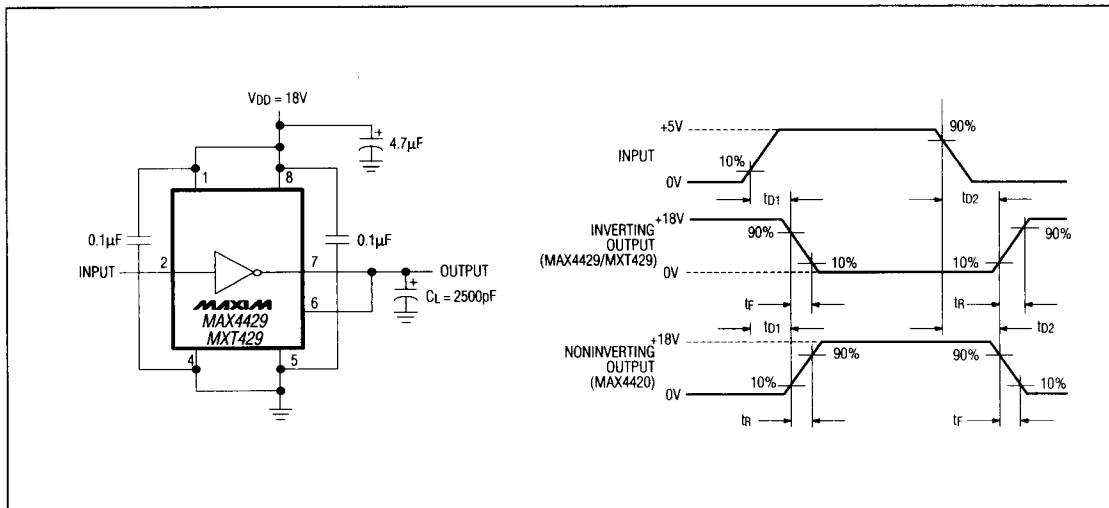 VDD = 18V
+
4.7µF
1
8
0.1µF
0.1µF
INPUT
2
7
OUTPUT
+
CL = 2500pF
6
MAXIM
MAX4429
MXT429
4
5
+5V
90%
INPUT
10%
0V
tD1
tD2
+18V
INVERTING
OUTPUT
(MAX4429/MXT429)
90%
90%
10%
10%
0V
tF
tR
tD1
tD2
+18V
NONINVERTING
OUTPUT
(MAX4420)
90%
90%
10%
10%
0V
tR
tF